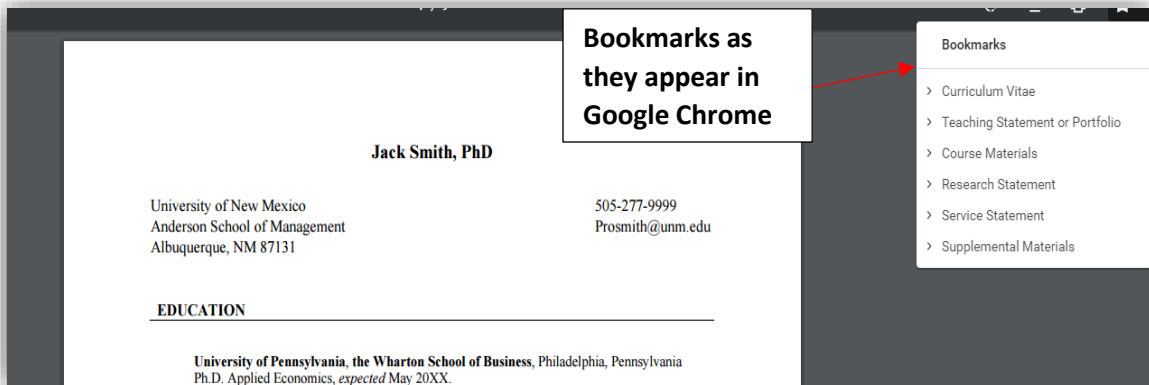 Bookmarks as
they appear in
Google Chrome
Bookmarks
> Curriculum Vitae
> Teaching Statement or Portfolio
> Course Materials
> Research Statement
> Service Statement
> Supplemental Materials
Jack Smith, PhD
University of New Mexico 505-277-9999
Anderson School of Management Prosmith@unm.edu
Albuquerque, NM 87131
EDUCATION
University of Pennsylvania, the Wharton School of Business, Philadelphia, Pennsylvania
Ph.D. Applied Economics, expected May 20XX.